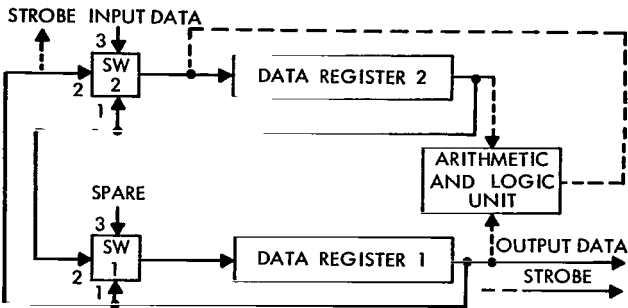 STROBE INPUT DATA
3
SW
2
2
1
DATA REGISTER 2
ARITHMETIC
AND LOGIC
UNIT
SPARE
3
SW
1
2
1
DATA REGISTER 1
OUTPUT DATA
STROBE